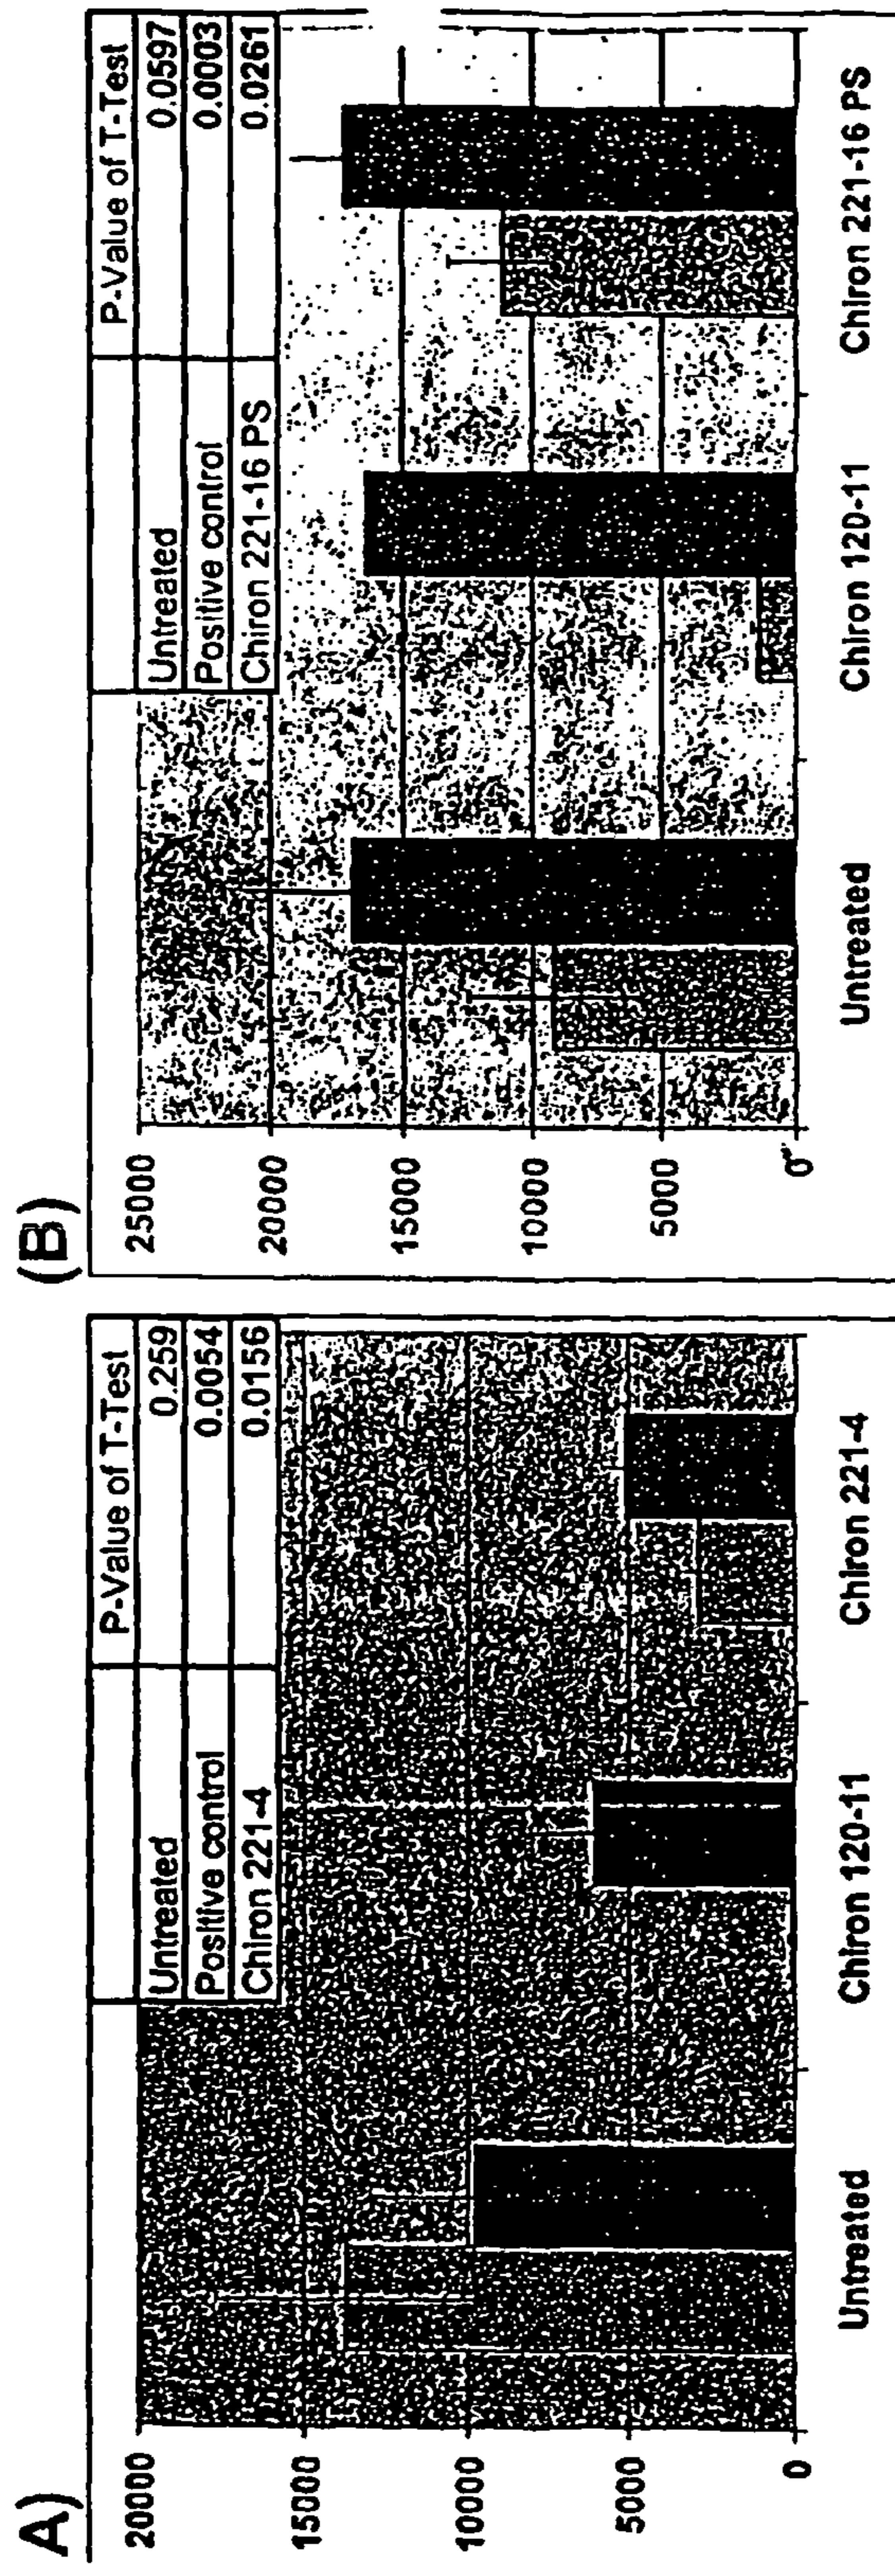 A)
P-Value of T-Test
Untreated 0.259
Positive control 0.0054
Chiron 221-4 0.0156
20000
15000
10000
5000
0
Untreated Chiron 120-11 Chiron 221-4
(B)
P-Value of T-Test
Untreated 0.0597
Positive control 0.0003
Chiron 221-16 PS 0.0261
25000
20000
15000
10000
5000
0
Untreated Chiron 120-11 Chiron 221-16 PS